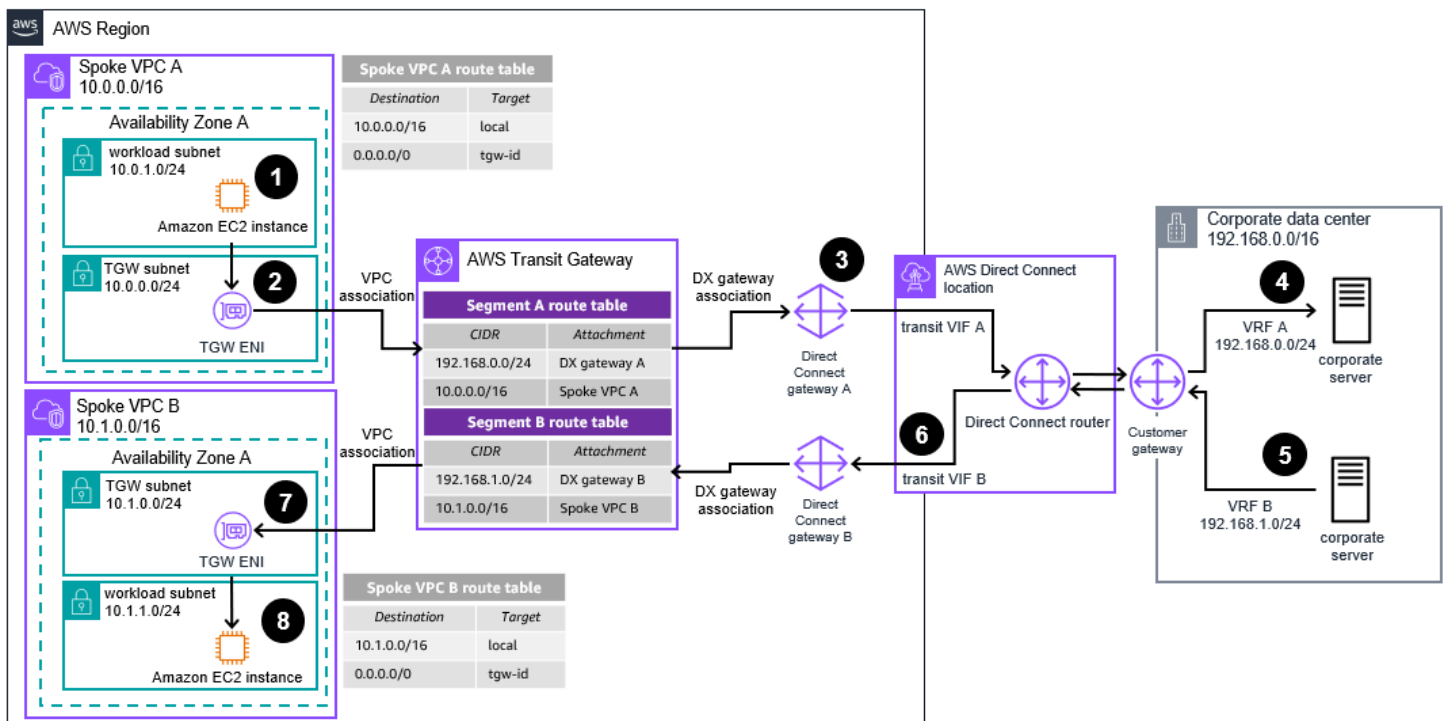 aws
AWS Region
Spoke VPC A
10.0.0.0/16
Availability Zone A
workload subnet
10.0.1.0/24
1
Amazon EC2 instance
TGW subnet
10.0.0.0/24
2
TGW ENI
Spoke VPC A route table
Destination Target
10.0.0.0/16 local
0.0.0.0/0 tgw-id
VPC
association
AWS Transit Gateway
Segment A route table
CIDR Attachment
192.168.0.0/24 DX gateway A
10.0.0.0/16 Spoke VPC A
Segment B route table
CIDR Attachment
192.168.1.0/24 DX gateway B
10.1.0.0/16 Spoke VPC B
DX gateway
association
3
Direct
Connect
gateway A
AWS Direct Connect
location
transit VIF A
Direct Connect router
6
transit VIF B
Customer
gateway
Corporate data center
192.168.0.0/16
4
VRF A
192.168.0.0/24
corporate
server
5
VRF B
192.168.1.0/24
corporate
server
DX gateway
association
Direct
Connect
gateway B
VPC
association
Spoke VPC B
10.1.0.0/16
Availability Zone A
TGW subnet
10.1.0.0/24
7
TGW ENI
workload subnet
10.1.1.0/24
8
Amazon EC2 instance
Spoke VPC B route table
Destination Target
10.1.0.0/16 local
0.0.0.0/0 tgw-id